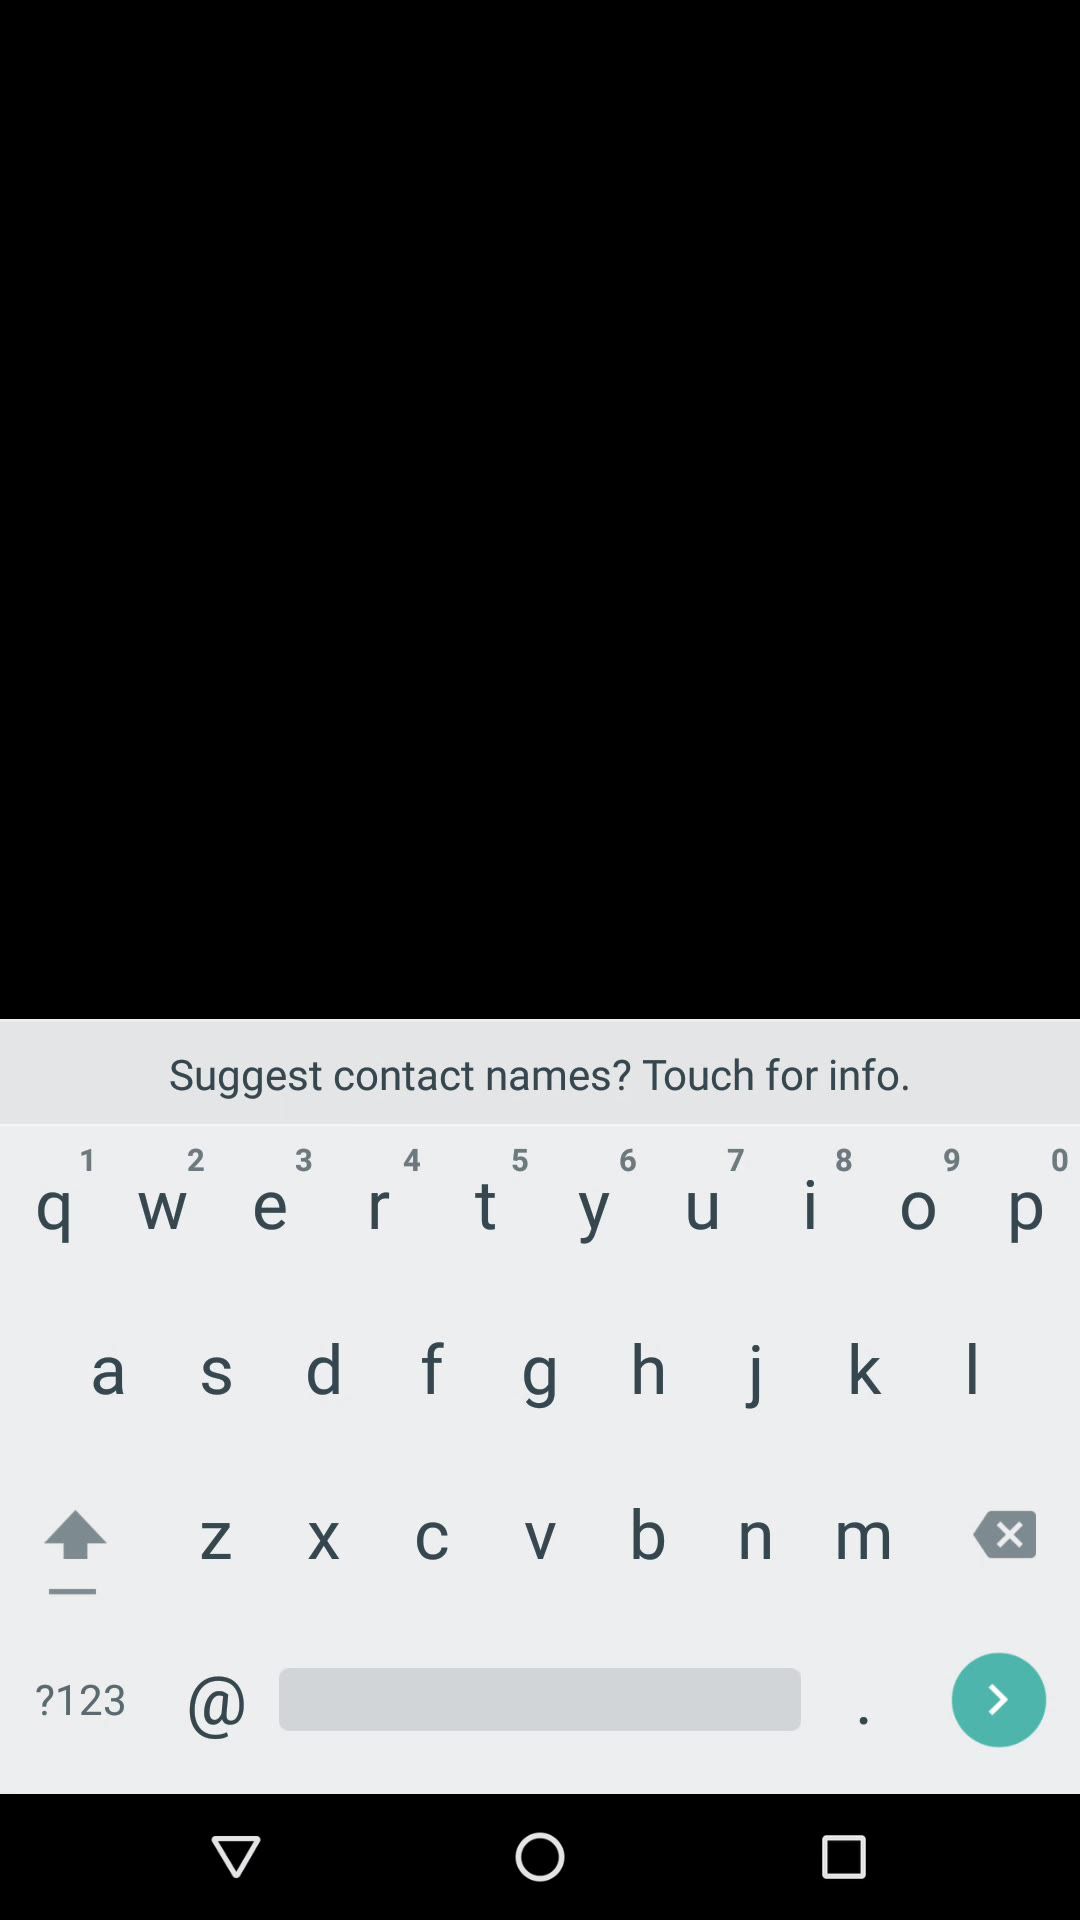 Suggest contact names? Touch for info.
1 2 3 4 5 6 7 8 9 0
q w e r t y u i o p
a s d f g h j k l
z x c v b n m
?123 @ .